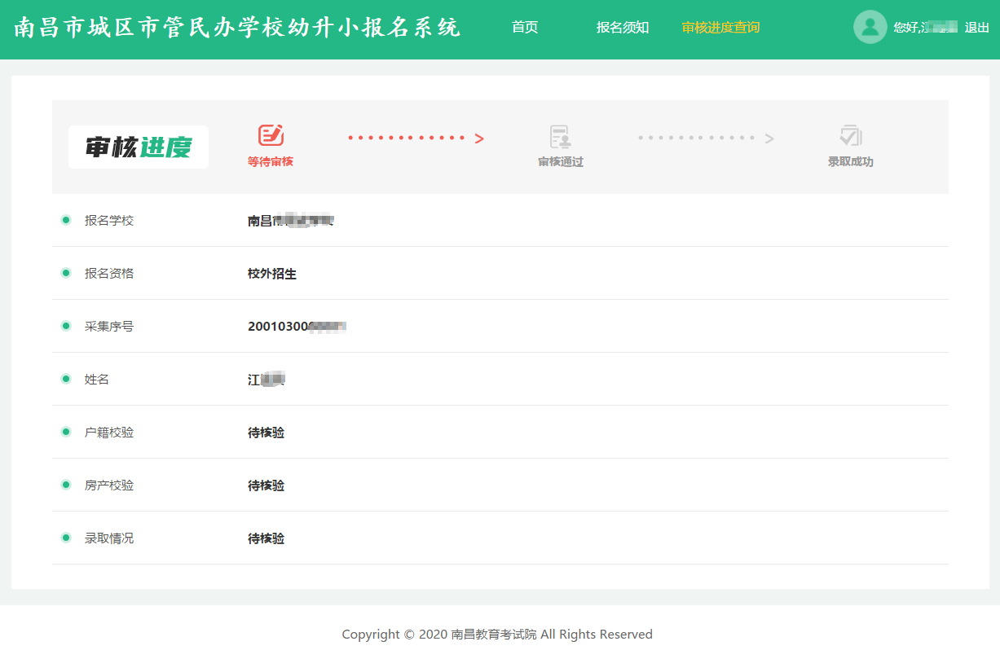 南昌市城区市管民办学校幼升小报名系统 首页 报名须知 审核进度查询 您好, 退出
审核进度 等待审核 审核通过 录取成功
报名学校 南昌
报名资格 校外招生
采集序号 20010300
姓名 江
户籍校验 待核验
房产校验 待核验
录取情况 待核验
Copyright © 2020 南昌教育考试院 All Rights Reserved